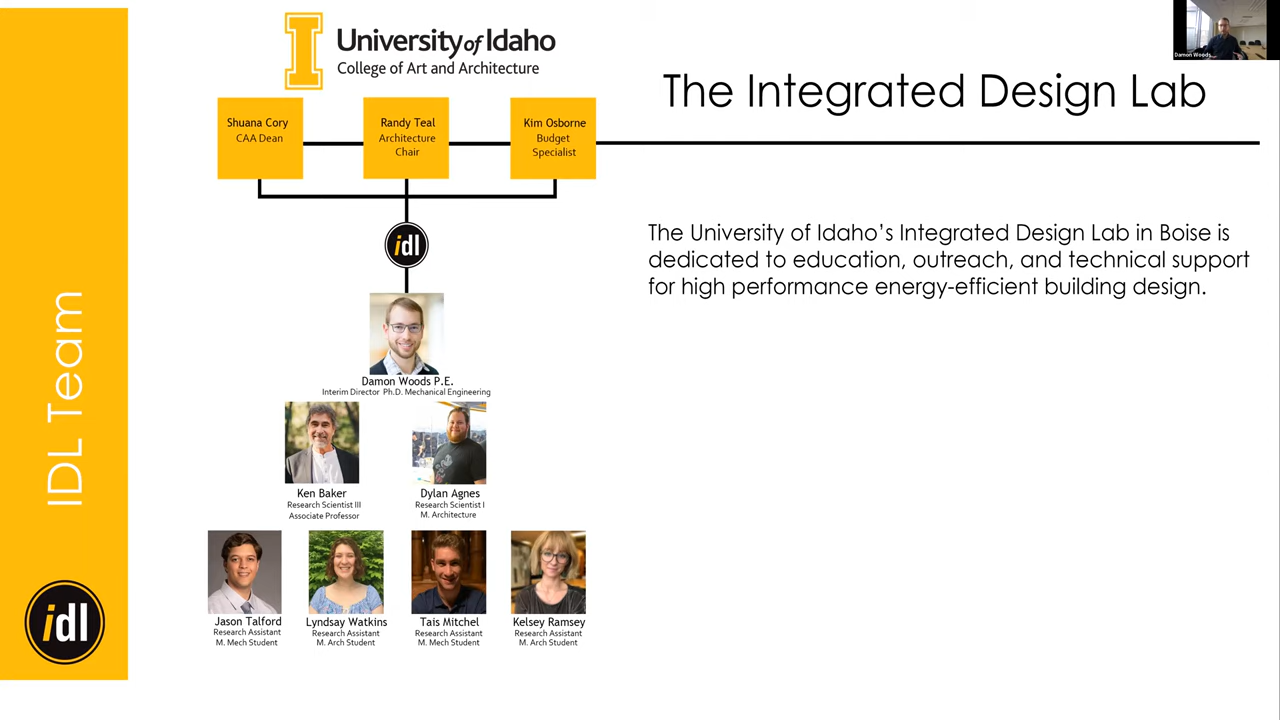 University of Idaho
College of Art and Architecture
Shuana Cory
CAA Dean
Randy Teal
Architecture
Chair
Kim Osborne
Budget
Specialist
idl
Damon Woods P.E.
Interim Director Ph.D. Mechanical Engineering
Ken Baker
Research Scientist III
Associate Professor
Dylan Agnes
Research Scientist I
M. Architecture
Jason Talford
Research Assistant
M. Mech Student
Lyndsay Watkins
Research Assistant
M. Arch Student
Tais Mitchel
Research Assistant
M. Mech Student
Kelsey Ramsey
Research Assistant
M. Arch Student
IDL Team
idl
Damon Woods
The Integrated Design Lab
The University of Idaho’s Integrated Design Lab in Boise is
dedicated to education, outreach, and technical support
for high performance energy-efficient building design.